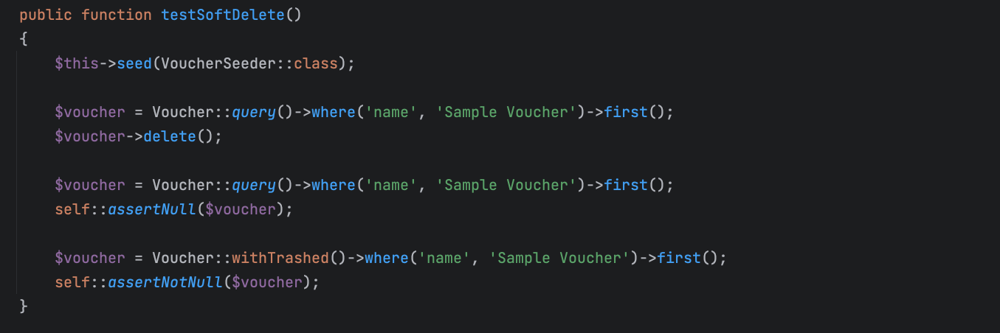 public function testSoftDelete()
{
    $this->seed(VoucherSeeder::class);
    $voucher = Voucher::query()->where('name', 'Sample Voucher')->first();
    $voucher->delete();
    $voucher = Voucher::query()->where('name', 'Sample Voucher')->first();
    self::assertNull($voucher);
    $voucher = Voucher::withTrashed()->where('name', 'Sample Voucher')->first();
    self::assertNotNull($voucher);
}